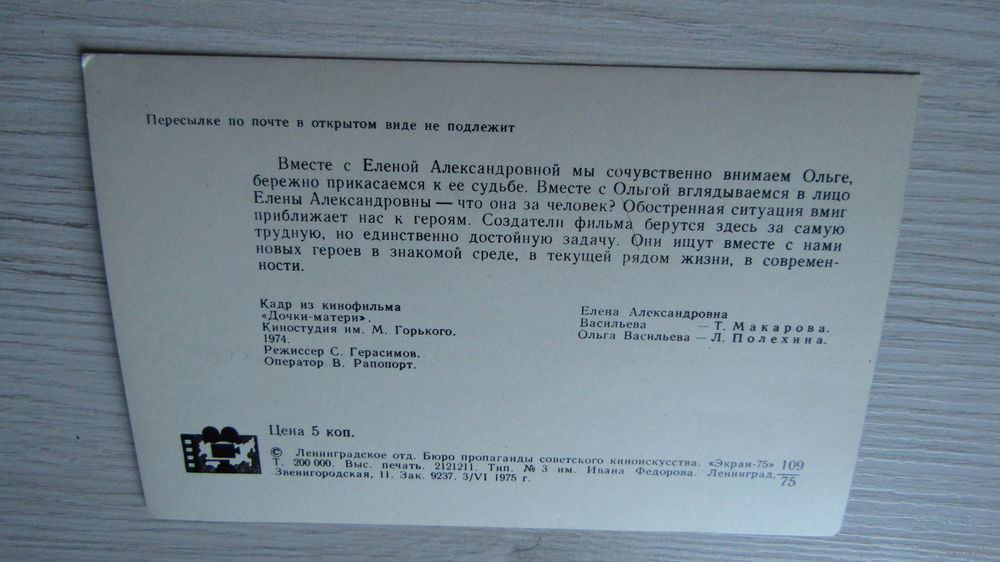 Пересылке по почте в открытом виде не подлежит
Вместе с Еленой Александровной мы сочувственно внимаем Ольге,
бережно прикасаемся к ее судьбе. Вместе с Ольгой вглядываемся в лицо
Елены Александровны — что она за человек? Обостренная ситуация вмиг
приближает нас к героям. Создатели фильма берутся здесь за самую
трудную, но единственно достойную задачу. Они ищут вместе с нами
новых героев в знакомой среде, в текущей рядом жизни, в современ-
ности.
Кадр из кинофильма
«Дочки-матери».
Киностудия им. М. Горького.
1974.
Режиссер С. Герасимов.
Оператор В. Рапопорт.
Елена Александровна
Васильева — Т. Макарова.
Ольга Васильева — Л. Полехина.
Цена 5 коп.
© Ленинградское отд. Бюро пропаганды советского киноискусства. «Экран-75»
Т. 200 000. Выс. печать. 2121211. Тип. № 3 им. Ивана Федорова. Ленинград,
Звенигородская, 11. Зак. 9237. 3/VI 1975 г.
109
75